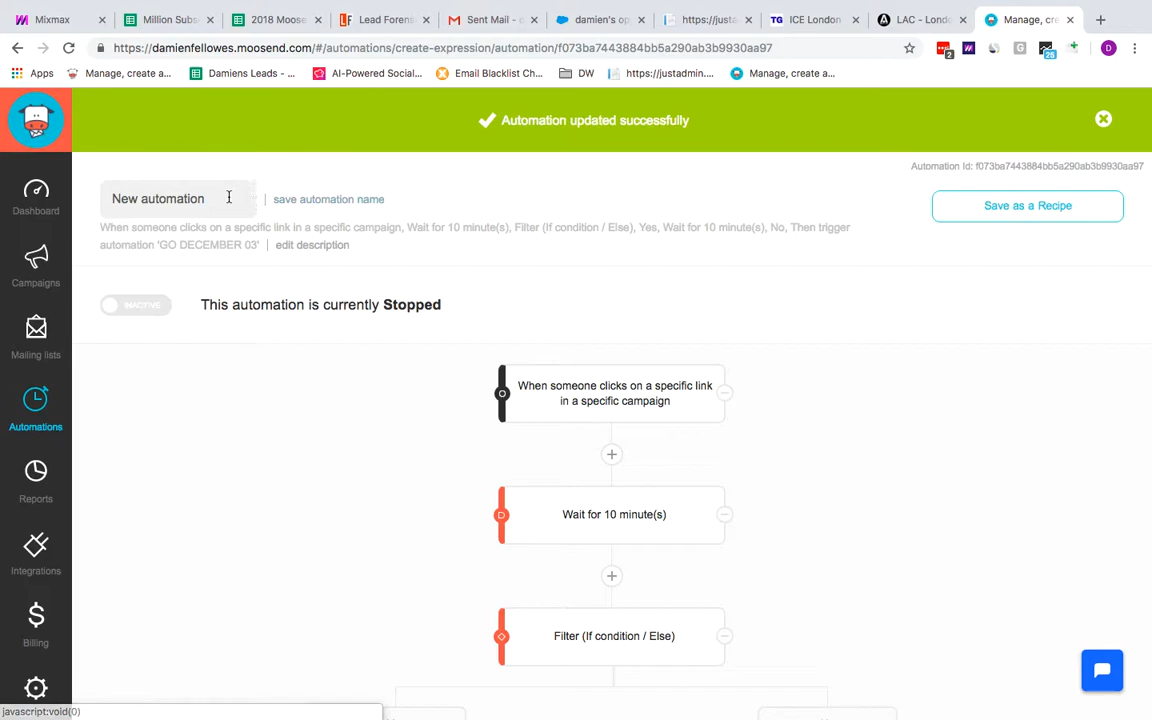 Mixmax
Million Subs
2018 Moose
Lead Forens
Sent Mail - d
damien's op
https://justa
ICE London
LAC - Londo
Manage, cre
https://damienfellowes.moosend.com/#/automations/create-expression/automation/f073ba7443884bb5a290ab3b9930aa97
2
25
D
Apps
Manage, create a...
Damiens Leads - ...
AI-Powered Social...
Email Blacklist Ch...
DW
https://justadmin....
Manage, create a...
Automation updated successfully
Automation Id: f073ba7443884bb5a290ab3b9930aa97
New automation
save automation name
Save as a Recipe
When someone clicks on a specific link in a specific campaign, Wait for 10 minute(s), Filter (If condition / Else), Yes, Wait for 10 minute(s), No, Then trigger
automation 'GO DECEMBER 03'
edit description
Dashboard
Campaigns
Mailing lists
Automations
Reports
Integrations
Billing
INACTIVE
This automation is currently Stopped
When someone clicks on a specific link
in a specific campaign
Wait for 10 minute(s)
Filter (If condition / Else)
javascript:void(0)